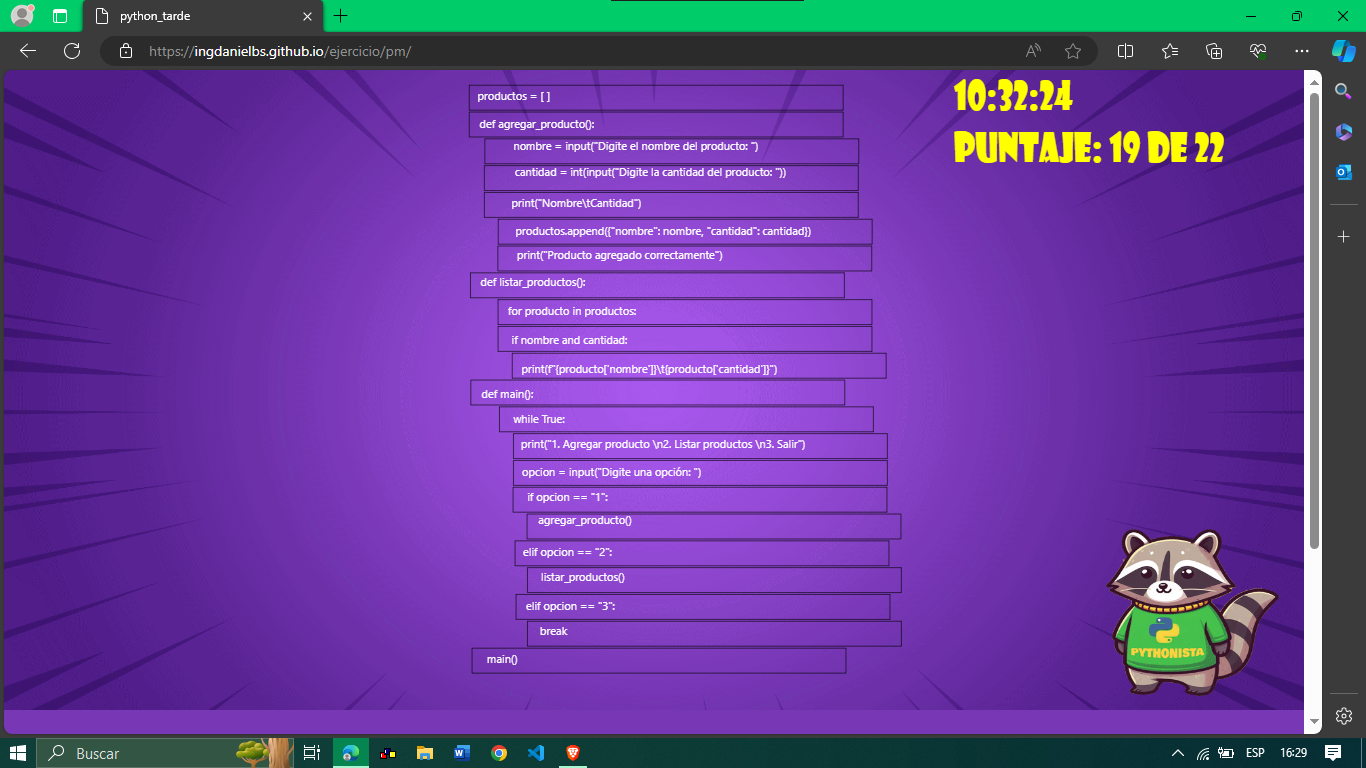 python_tarde
https://ingdanielbs.github.io/ejercicio/pm/
10:32:24
PUNTAJE: 19 DE 22
productos = [ ]
def agregar_producto():
nombre = input("Digite el nombre del producto: ")
cantidad = int(input("Digite la cantidad del producto: "))
print("Nombre\tCantidad")
productos.append({"nombre": nombre, "cantidad": cantidad})
print("Producto agregado correctamente")
def listar_productos():
for producto in productos:
if nombre and cantidad:
print(f"{producto['nombre']}\t{producto['cantidad']}")
def main():
while True:
print("1. Agregar producto \n2. Listar productos \n3. Salir")
opcion = input("Digite una opción: ")
if opcion == "1":
agregar_producto()
elif opcion == "2":
listar_productos()
elif opcion == "3":
break
main()
PYTHONISTA
Buscar
ESP
16:29